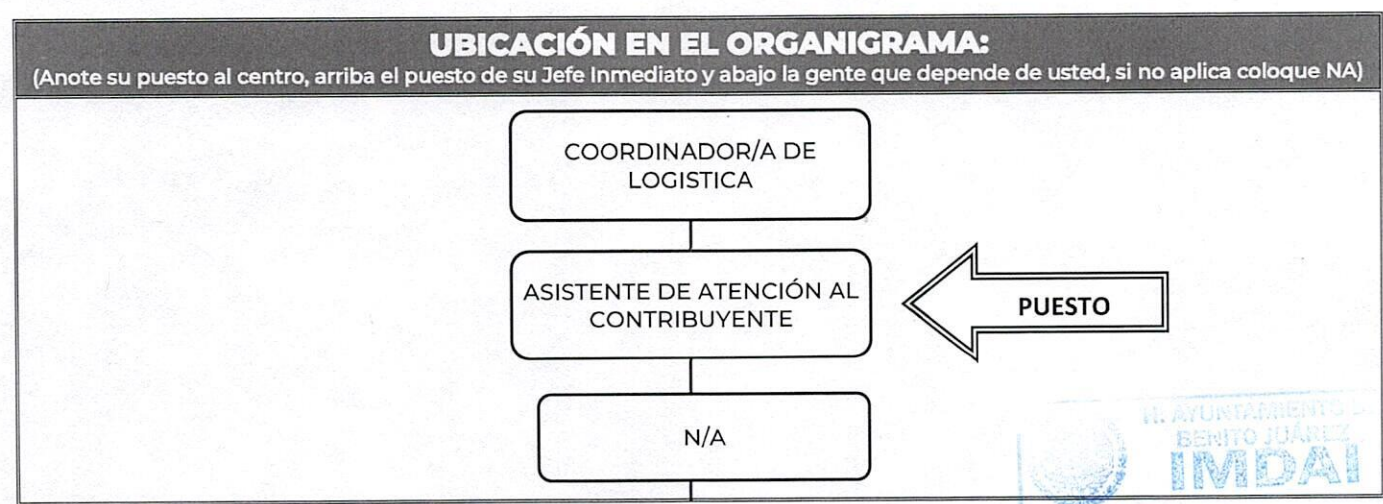 UBICACIÓN EN EL ORGANIGRAMA:
(Anote su puesto al centro, arriba el puesto de su Jefe Inmediato y abajo la gente que depende de usted, si no aplica coloque NA)
COORDINADOR/A DE
LOGISTICA
ASISTENTE DE ATENCIÓN AL
CONTRIBUYENTE
PUESTO
N/A
H. AYUNTAMIENTO
BENITO JUÁREZ
IMDAI